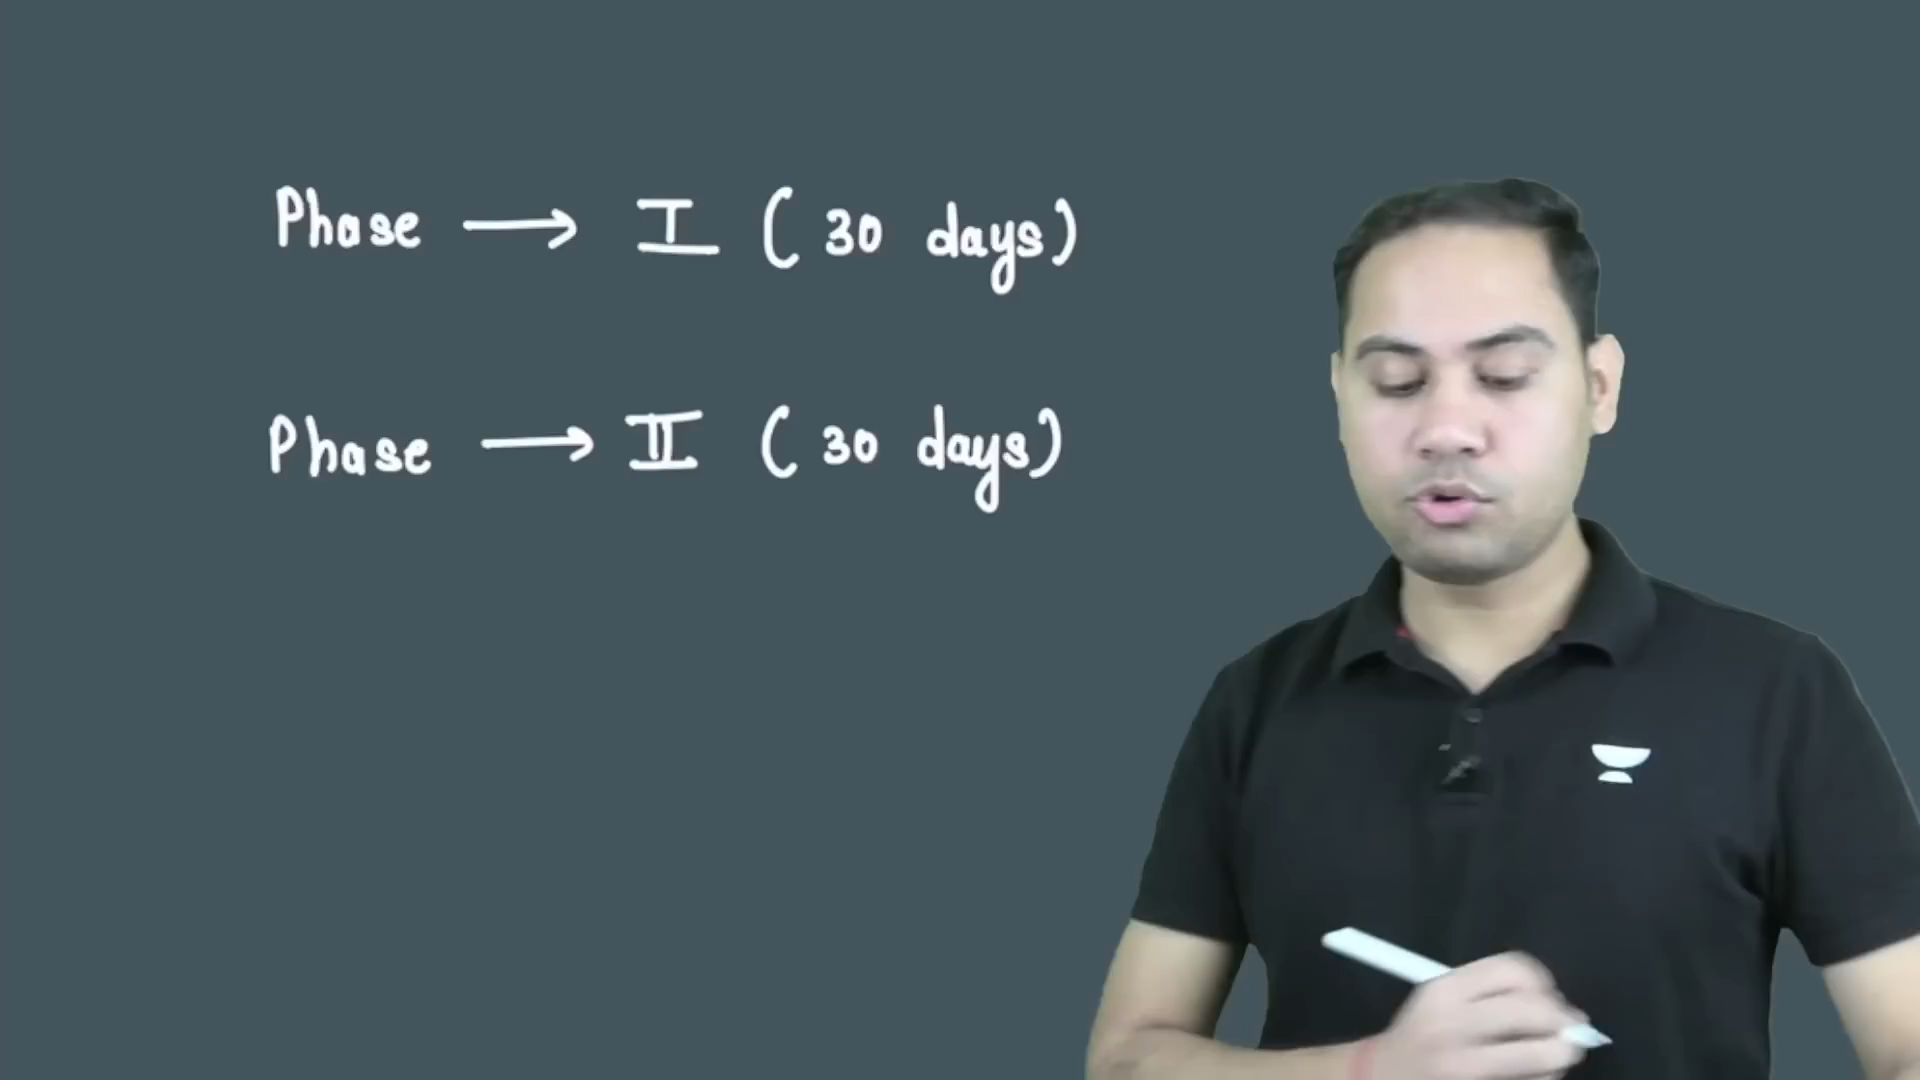 Phase → I (30 days)
Phase → II (30 days)